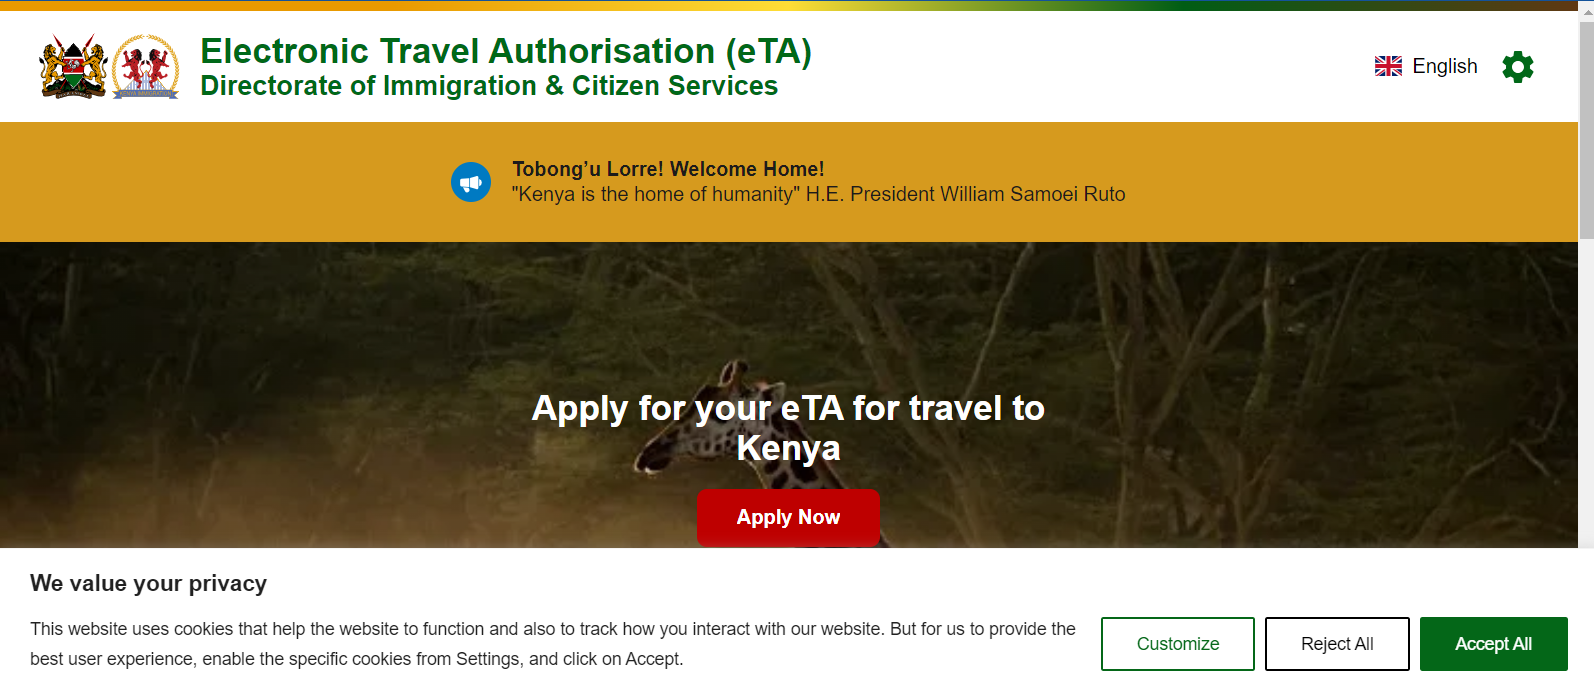 Electronic Travel Authorisation (eTA)
Directorate of Immigration & Citizen Services
English
Tobong’u Lorre! Welcome Home!
"Kenya is the home of humanity" H.E. President William Samoei Ruto
Apply for your eTA for travel to
Kenya
Apply Now
We value your privacy
This website uses cookies that help the website to function and also to track how you interact with our website. But for us to provide the
best user experience, enable the specific cookies from Settings, and click on Accept.
Customize
Reject All
Accept All